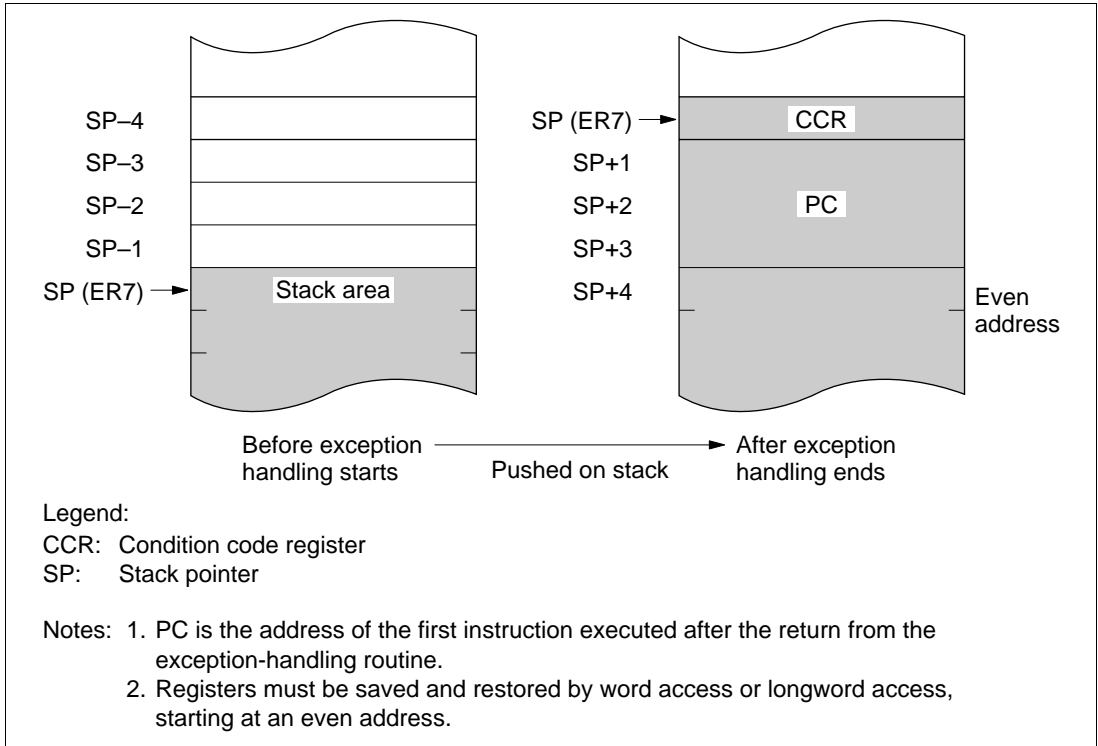 SP–4
SP–3
SP–2
SP–1
SP (ER7)
Stack area
SP (ER7)
CCR
SP+1
SP+2
PC
SP+3
SP+4
Even
address
Before exception
handling starts
Pushed on stack
After exception
handling ends
Legend:
CCR: Condition code register
SP: Stack pointer
Notes: 1. PC is the address of the first instruction executed after the return from the
exception-handling routine.
2. Registers must be saved and restored by word access or longword access,
starting at an even address.